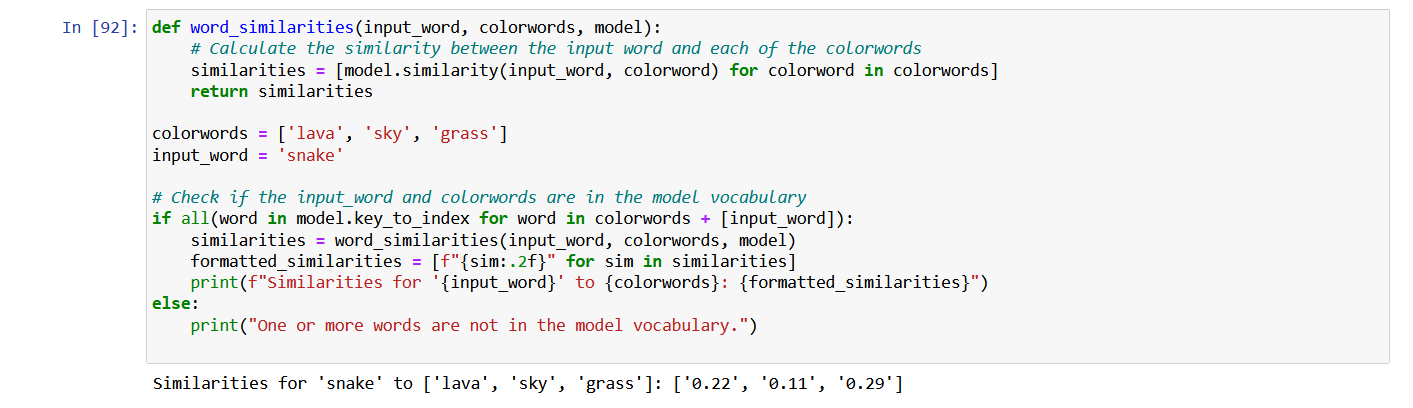 In [92]: def word_similarities(input_word, colorwords, model):
    # Calculate the similarity between the input word and each of the colorwords
    similarities = [model.similarity(input_word, colorword) for colorword in colorwords]
    return similarities

colorwords = ['lava', 'sky', 'grass']
input_word = 'snake'

# Check if the input_word and colorwords are in the model vocabulary
if all(word in model.key_to_index for word in colorwords + [input_word]):
    similarities = word_similarities(input_word, colorwords, model)
    formatted_similarities = [f"{sim:.2f}" for sim in similarities]
    print(f"Similarities for '{input_word}' to {colorwords}: {formatted_similarities}")
else:
    print("One or more words are not in the model vocabulary.")

Similarities for 'snake' to ['lava', 'sky', 'grass']: ['0.22', '0.11', '0.29']